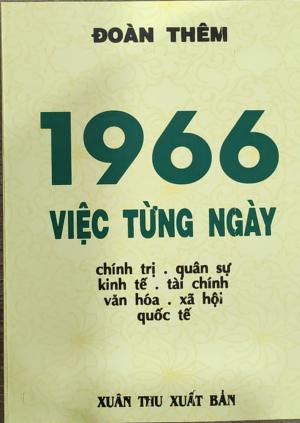 ĐOÀN THÊM
1966
VIỆC TỪNG NGÀY
chính trị . quân sự
kinh tế . tài chính
văn hóa . xã hội
quốc tế
XUÂN THU XUẤT BẢN